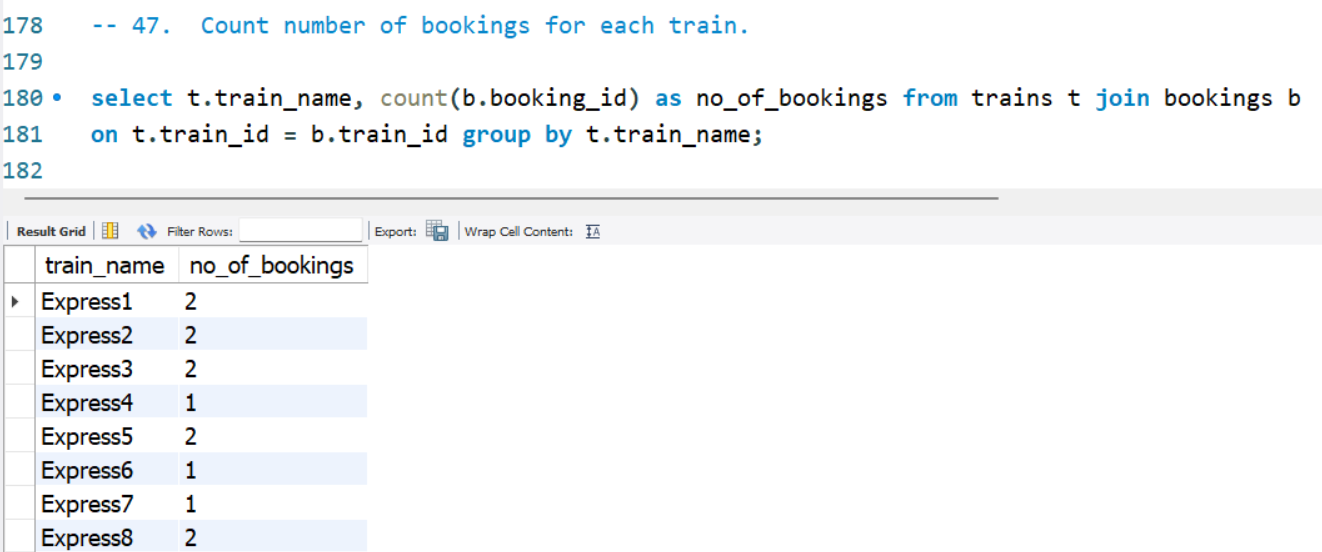 178 -- 47.  Count number of bookings for each train.
179
180 select t.train_name, count(b.booking_id) as no_of_bookings from trains t join bookings b
181 on t.train_id = b.train_id group by t.train_name;
182
Result Grid Filter Rows: Export: Wrap Cell Content:
train_name no_of_bookings
Express1 2
Express2 2
Express3 2
Express4 1
Express5 2
Express6 1
Express7 1
Express8 2